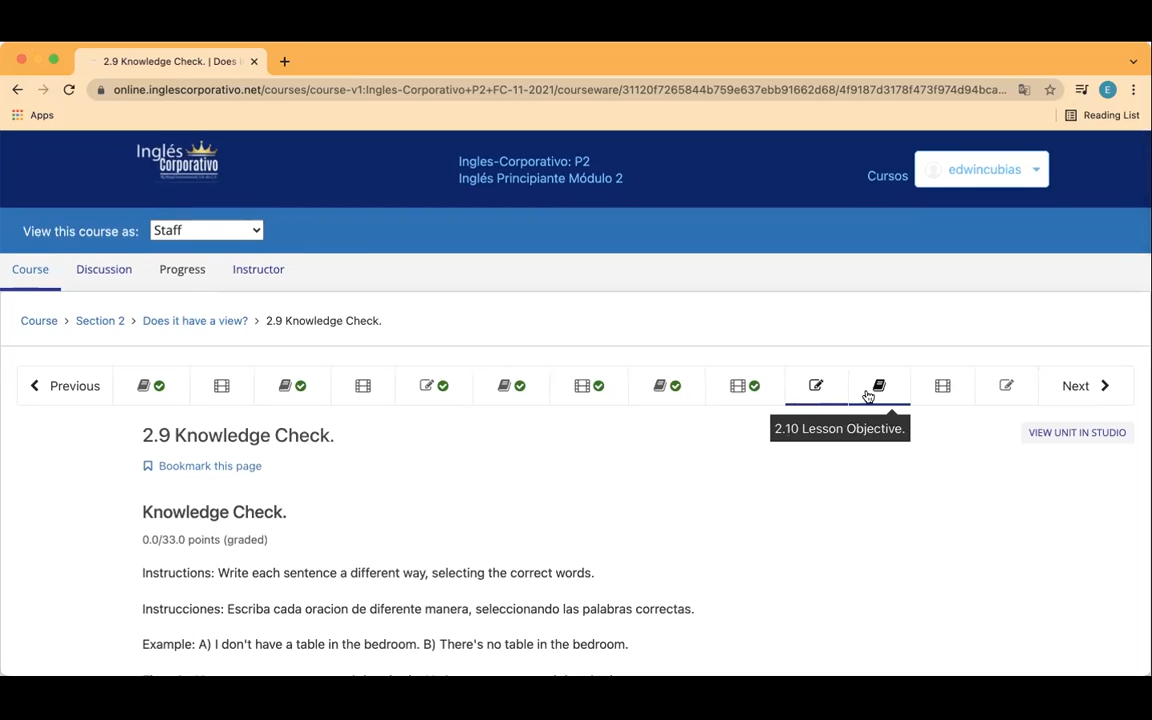 2.9 Knowledge Check. | Does i
online.inglescorporativo.net/courses/course-v1:Ingles-Corporativo+P2+FC-11-2021/courseware/31120f7265844b759e637ebb91662d68/4f9187d3178f473f974d94bca...
E
Apps
Reading List
Inglés
Corporativo
Ingles-Corporativo: P2
Inglés Principiante Módulo 2
Cursos
edwincubias
View this course as:
Staff
Course
Discussion
Progress
Instructor
Course > Section 2 > Does it have a view? > 2.9 Knowledge Check.
Previous
Next
2.10 Lesson Objective.
2.9 Knowledge Check.
VIEW UNIT IN STUDIO
Bookmark this page
Knowledge Check.
0.0/33.0 points (graded)
Instructions: Write each sentence a different way, selecting the correct words.
Instrucciones: Escriba cada oracion de diferente manera, seleccionando las palabras correctas.
Example: A) I don't have a table in the bedroom. B) There's no table in the bedroom.